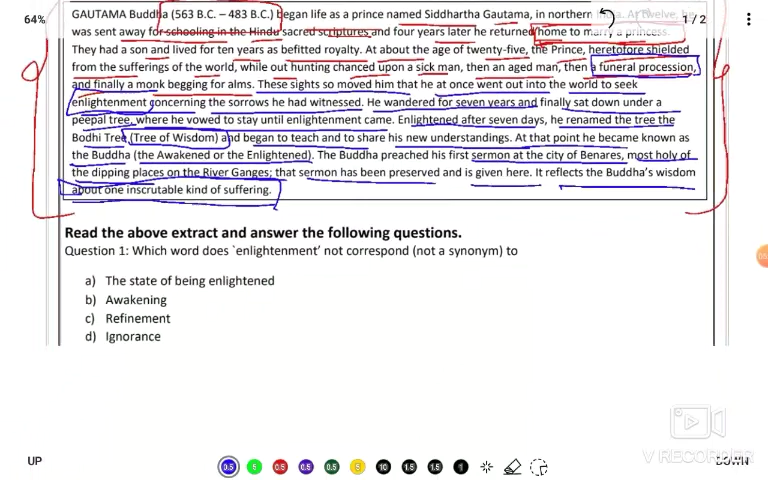 64%
GAUTAMA Buddha (563 B.C. – 483 B.C.) began life as a prince named Siddhartha Gautama, in northern At twelve, he
1 / 2
was sent away for schooling in the Hindu sacred scriptures and four years later he returned home to marry a princess.
They had a son and lived for ten years as befitted royalty. At about the age of twenty-five, the Prince, heretofore shielded
from the sufferings of the world, while out hunting chanced upon a sick man, then an aged man, then a funeral procession,
and finally a monk begging for alms. These sights so moved him that he at once went out into the world to seek
enlightenment concerning the sorrows he had witnessed. He wandered for seven years and finally sat down under a
peepal tree, where he vowed to stay until enlightenment came. Enlightened after seven days, he renamed the tree the
Bodhi Tree (Tree of Wisdom) and began to teach and to share his new understandings. At that point he became known as
the Buddha (the Awakened or the Enlightened). The Buddha preached his first sermon at the city of Benares, most holy of
the dipping places on the River Ganges; that sermon has been preserved and is given here. It reflects the Buddha's wisdom
about one inscrutable kind of suffering.
Read the above extract and answer the following questions.
Question 1: Which word does `enlightenment' not correspond (not a synonym) to
a) The state of being enlightened
b) Awakening
c) Refinement
d) Ignorance
V RECORDER
UP
0.5 5 0.5 0.5 0.5 5 10 1.5 1.5 1
DOWN